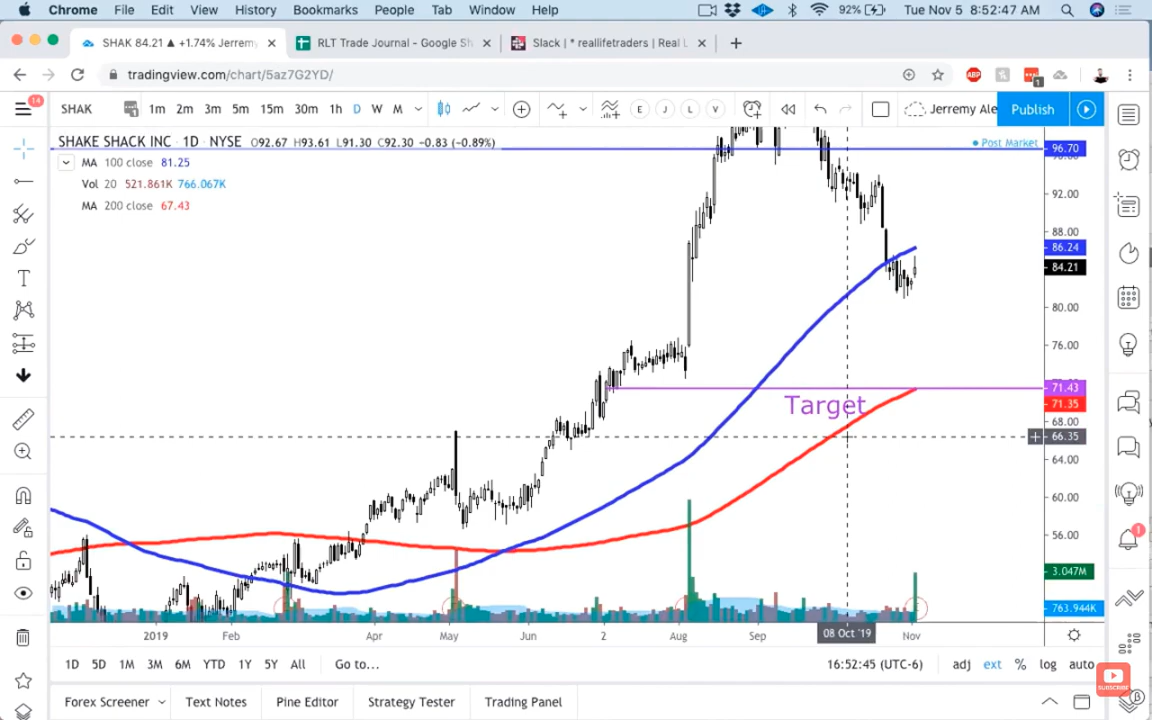 Chrome File Edit View History Bookmarks People Tab Window Help 92% Tue Nov 5 8:52:47 AM
SHAK 84.21 ▲ +1.74% Jerremy RLT Trade Journal - Google Sh Slack | * reallifetraders | Real L
tradingview.com/chart/5az7G2YD/ ABP 1
14 SHAK 1m 2m 3m 5m 15m 30m 1h D W M E J L V Jerremy Ale Publish
SHAKE SHACK INC 1D NYSE O92.67 H93.61 L91.30 C92.30 −0.83 (−0.89%) Post Market 96.70
MA 100 close 81.25
Vol 20 521.861K 766.067K
MA 200 close 67.43
92.00
88.00
86.24
84.21
80.00
76.00
71.43
Target 71.35
68.00
66.35
64.00
60.00
56.00
1
3.047M
763.944K
E
2019 Feb Apr May Jun 2 Aug Sep 08 Oct '19 Nov
1D 5D 1M 3M 6M YTD 1Y 5Y All Go to... 16:52:45 (UTC-6) adj ext % log auto
SUBSCRIBE
Forex Screener Text Notes Pine Editor Strategy Tester Trading Panel